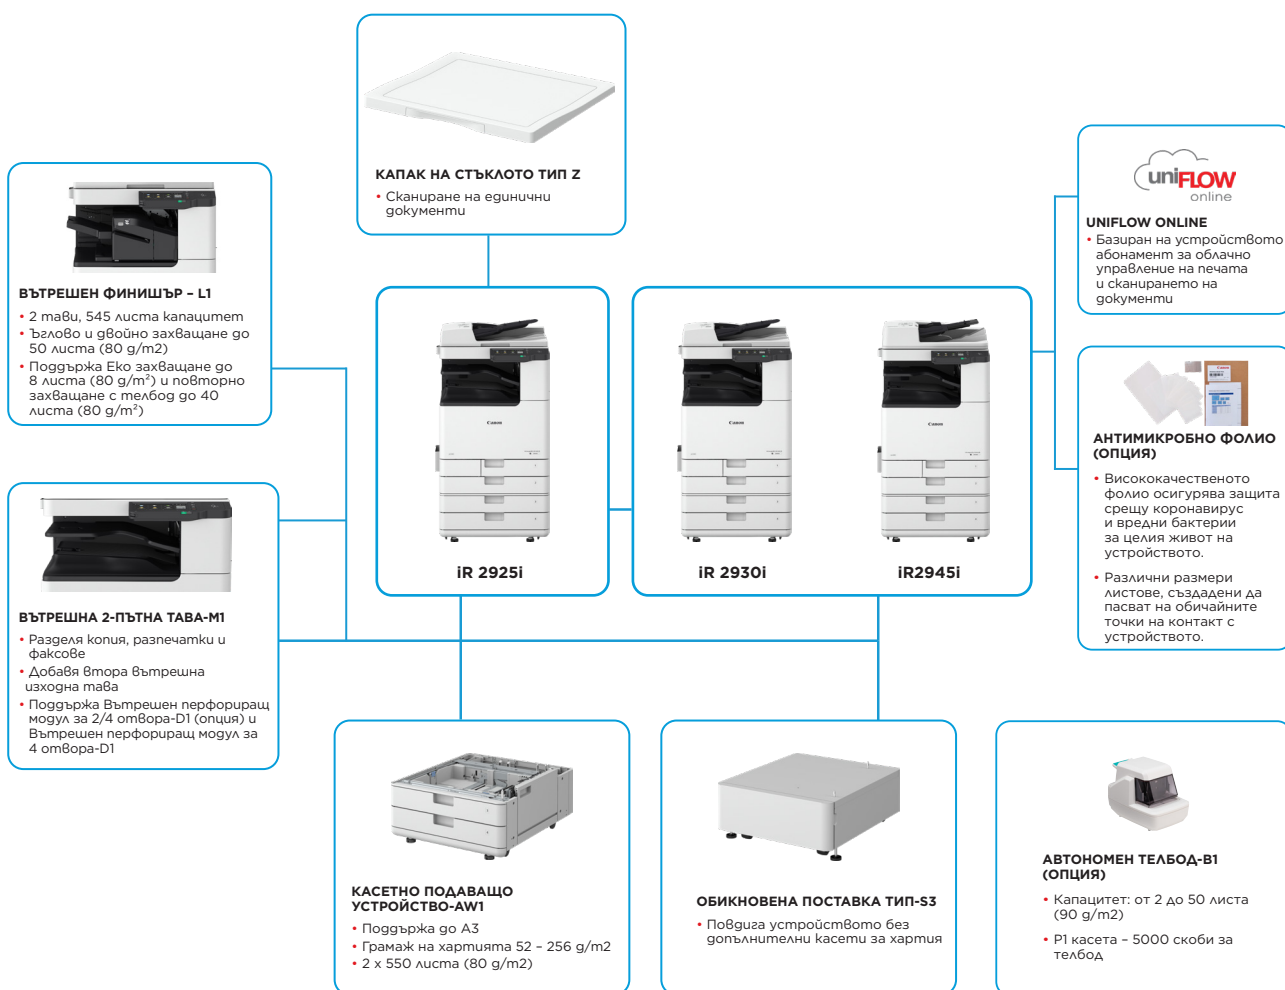 КАПАК НА СТЪКЛОТО ТИП Z
• Сканиране на единични
документи
ВЪТРЕШЕН ФИНИШЪР – L1
• 2 тави, 545 листа капацитет
• Ъглово и двойно захващане до
50 листа (80 g/m2)
• Поддържа Еко захващане до
8 листа (80 g/m²) и повторно
захващане с телбод до 40
листа (80 g/m²)
ВЪТРЕШНА 2-ПЪТНА ТАВА-M1
• Разделя копия, разпечатки и
факсове
• Добавя втора вътрешна
изходна тава
• Поддържа Вътрешен перфориращ
модул за 2/4 отвора-D1 (опция) и
Вътрешен перфориращ модул за
4 отвора-D1
Canon
iR 2925i
Canon
iR 2930i
Canon
iR2945i
uniFLOW
online
UNIFLOW ONLINE
• Базиран на устройството
абонамент за облачно
управление на печата
и сканирането на
документи
Canon
АНТИМИКРОБНО ФОЛИО
(ОПЦИЯ)
• Висококачественото
фолио осигурява защита
срещу коронавирус
и вредни бактерии
за целия живот на
устройството.
• Различни размери
листове, създадени да
пасват на обичайните
точки на контакт с
устройството.
КАСЕТНО ПОДАВАЩО
УСТРОЙСТВО-AW1
• Поддържа до A3
• Грамаж на хартията 52 – 256 g/m2
• 2 x 550 листа (80 g/m2)
ОБИКНОВЕНА ПОСТАВКА ТИП-S3
• Повдига устройството без
допълнителни касети за хартия
АВТОНОМЕН ТЕЛБОД-B1
(ОПЦИЯ)
• Капацитет: от 2 до 50 листа
(90 g/m2)
• P1 касета – 5000 скоби за
телбод